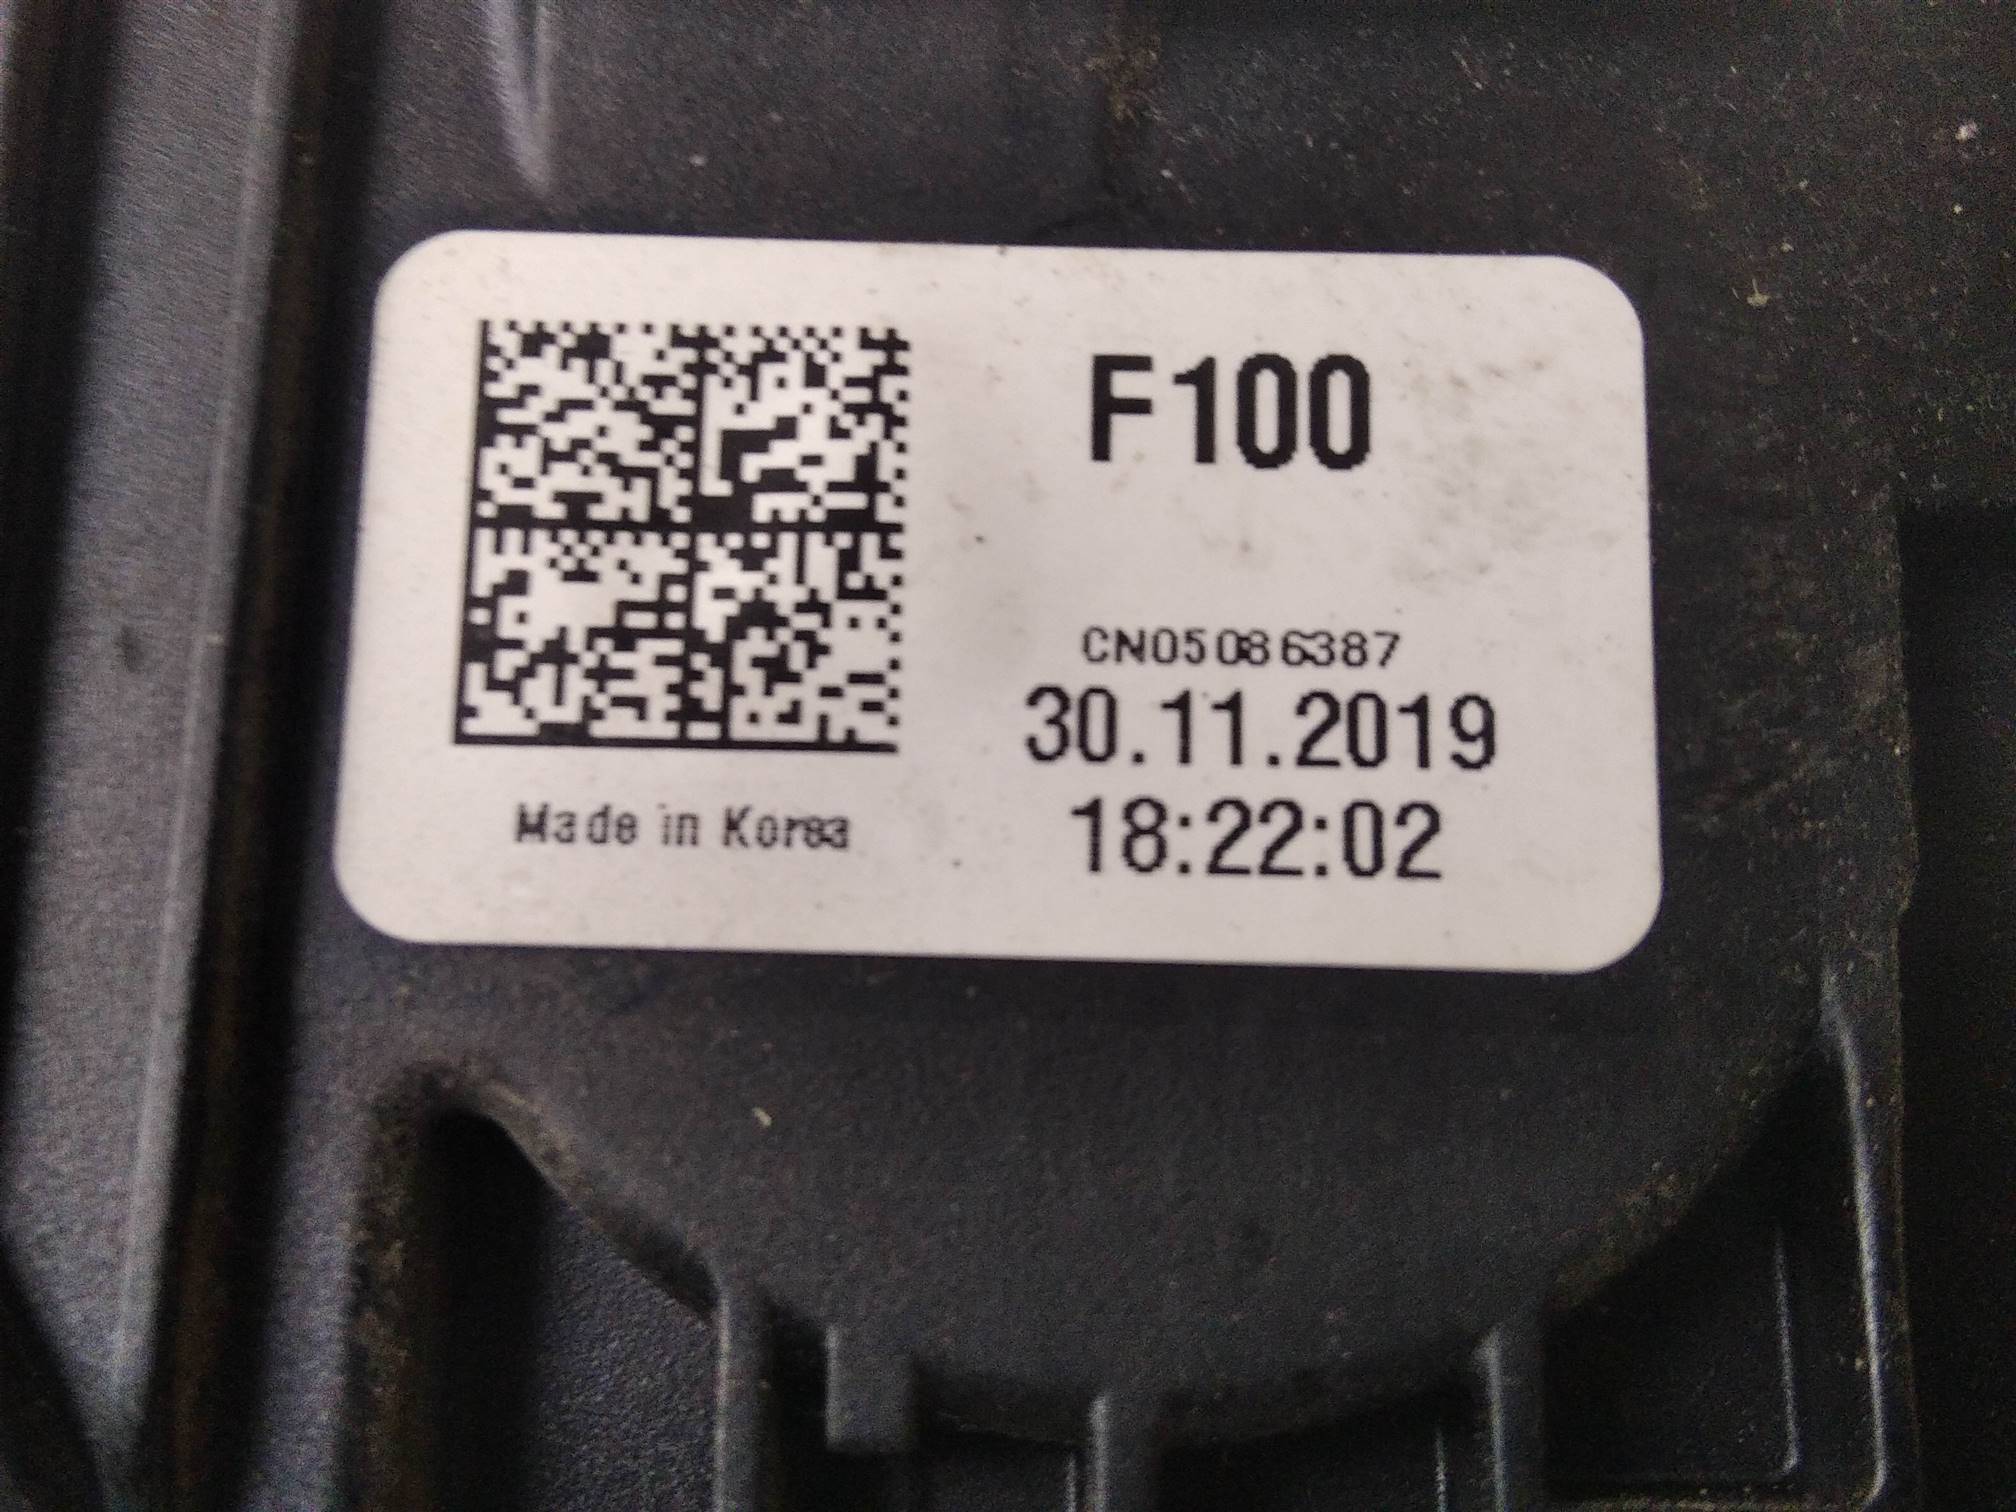 F100
CN05086387
30.11.2019
18:22:02
Made in Korea